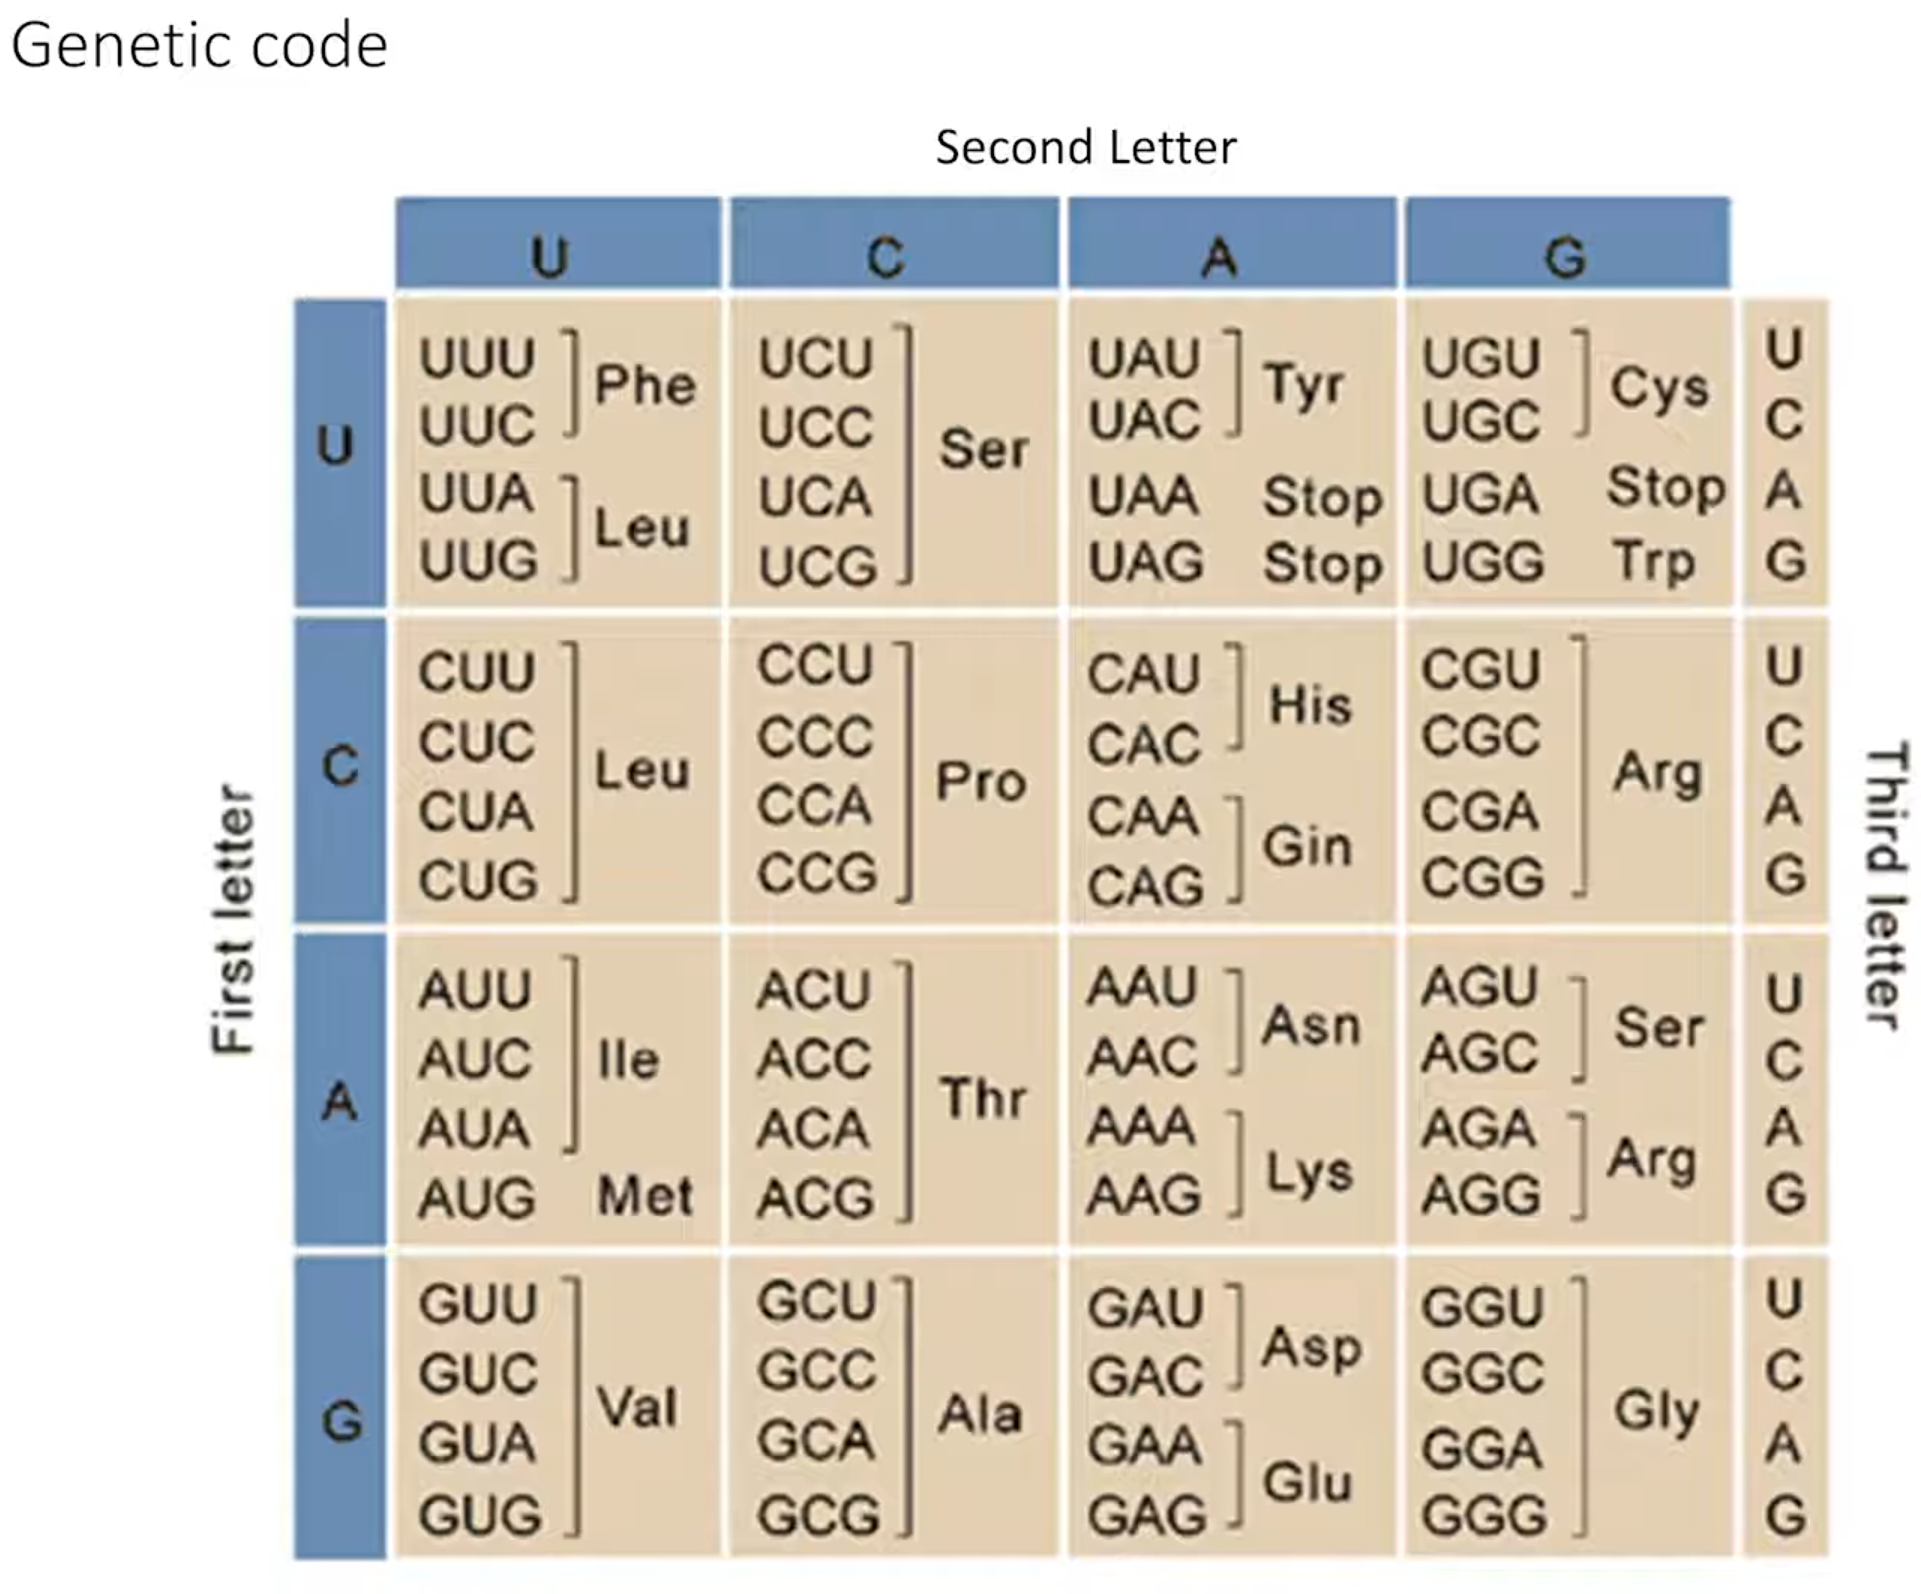 Genetic code
Second Letter
U C A G
First letter
Third letter
U
UUU Phe UCU Ser UAU Tyr UGU Cys U
UUC UCC UAC UGC C
UUA Leu UCA UAA Stop UGA Stop A
UUG UCG UAG Stop UGG Trp G
C
CUU Leu CCU Pro CAU His CGU Arg U
CUC CCC CAC CGC C
CUA CCA CAA Gin CGA A
CUG CCG CAG CGG G
A
AUU Ile ACU Thr AAU Asn AGU Ser U
AUC ACC AAC AGC C
AUA ACA AAA Lys AGA Arg A
AUG Met ACG AAG AGG G
G
GUU Val GCU Ala GAU Asp GGU Gly U
GUC GCC GAC GGC C
GUA GCA GAA Glu GGA A
GUG GCG GAG GGG G